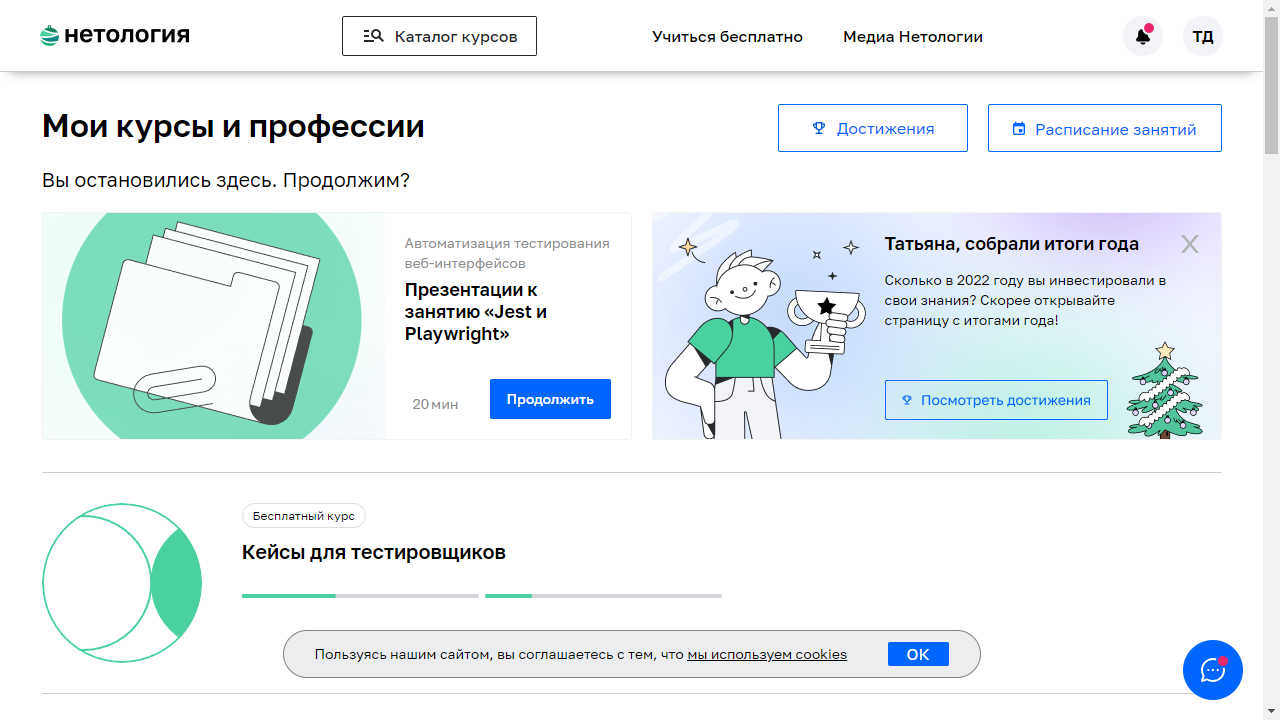 нетология
Каталог курсов
Учиться бесплатно
Медиа Нетологии
ТД
Мои курсы и профессии
Достижения
Расписание занятий
Вы остановились здесь. Продолжим?
Автоматизация тестирования
веб-интерфейсов
Презентации к
занятию «Jest и
Playwright»
20 мин
Продолжить
Татьяна, собрали итоги года
Сколько в 2022 году вы инвестировали в
свои знания? Скорее открывайте
страницу с итогами года!
Посмотреть достижения
Бесплатный курс
Кейсы для тестировщиков
Пользуясь нашим сайтом, вы соглашаетесь с тем, что мы используем cookies
ОК